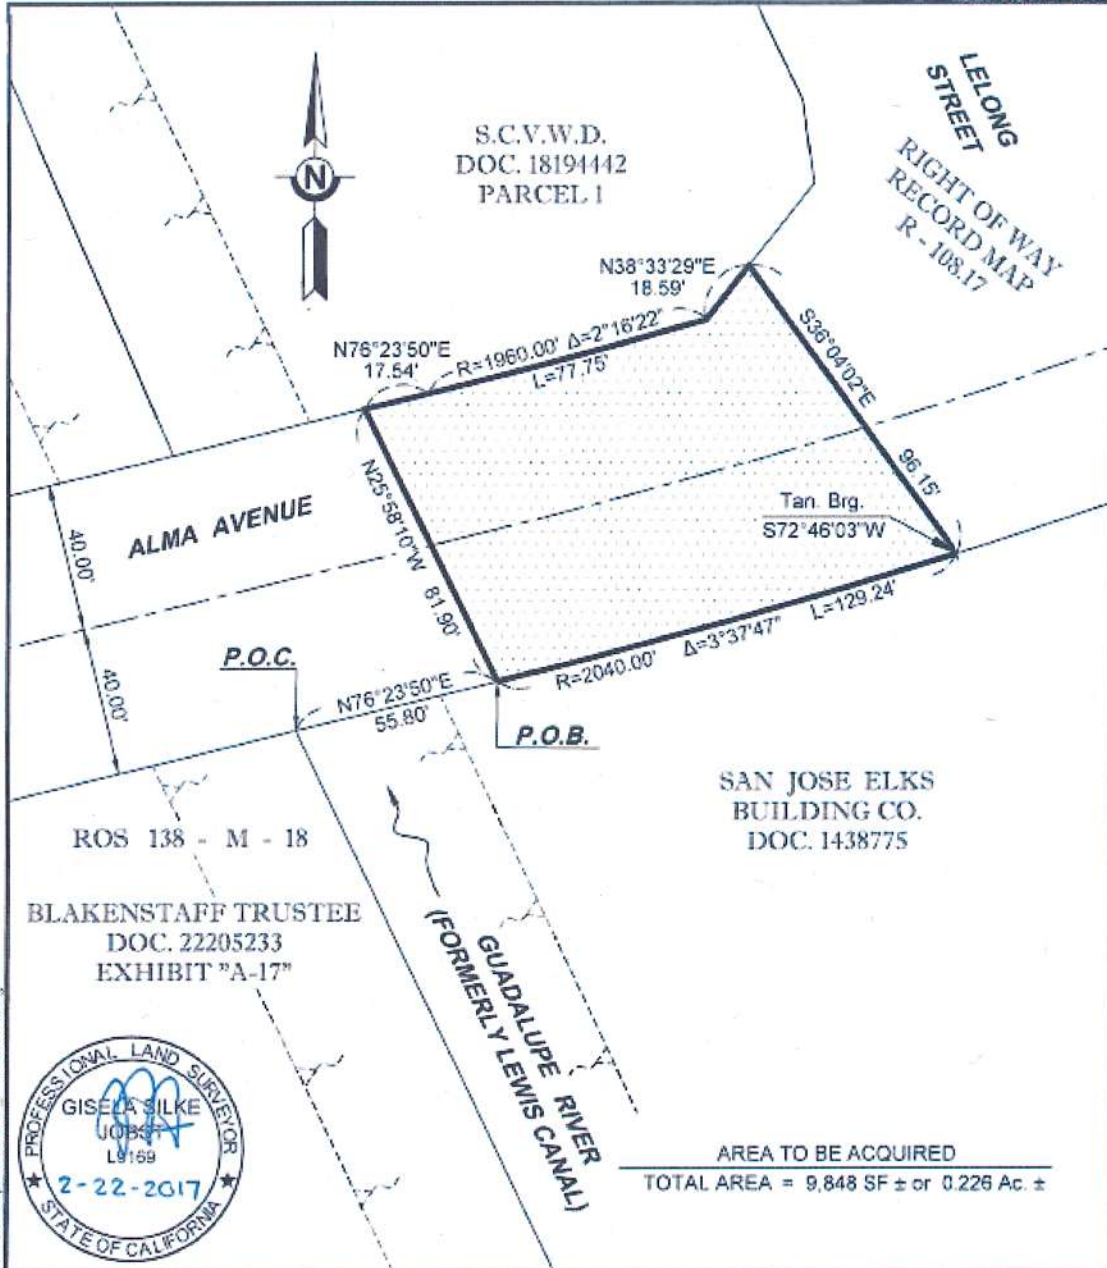 LELONG
STREET
RIGHT OF WAY
RECORD MAP
R - 108.17
S.C.V.W.D.
DOC. 18194442
PARCEL 1
N
N38°33'29"E
18.59'
N76°23'50"E
17.54'
R=1960.00' Δ=2°16'22"
L=77.75'
S36°04'02"E 96.15'
Tan. Brg.
S72°46'03"W
ALMA AVENUE
N25°58'10"W 81.90'
40.00'
40.00'
P.O.C.
N76°23'50"E
55.80'
R=2040.00' Δ=3°37'47" L=129.24'
P.O.B.
SAN JOSE ELKS
BUILDING CO.
DOC. 1438775
ROS 138 - M - 18
BLAKENSTAFF TRUSTEE
DOC. 22205233
EXHIBIT "A-17"
GUADALUPE RIVER
(FORMERLY LEWIS CANAL)
PROFESSIONAL LAND SURVEYOR
GISELA SILKE
JOBST
L9169
2-22-2017
STATE OF CALIFORNIA
AREA TO BE ACQUIRED
TOTAL AREA = 9,848 SF ± or 0.226 Ac. ±